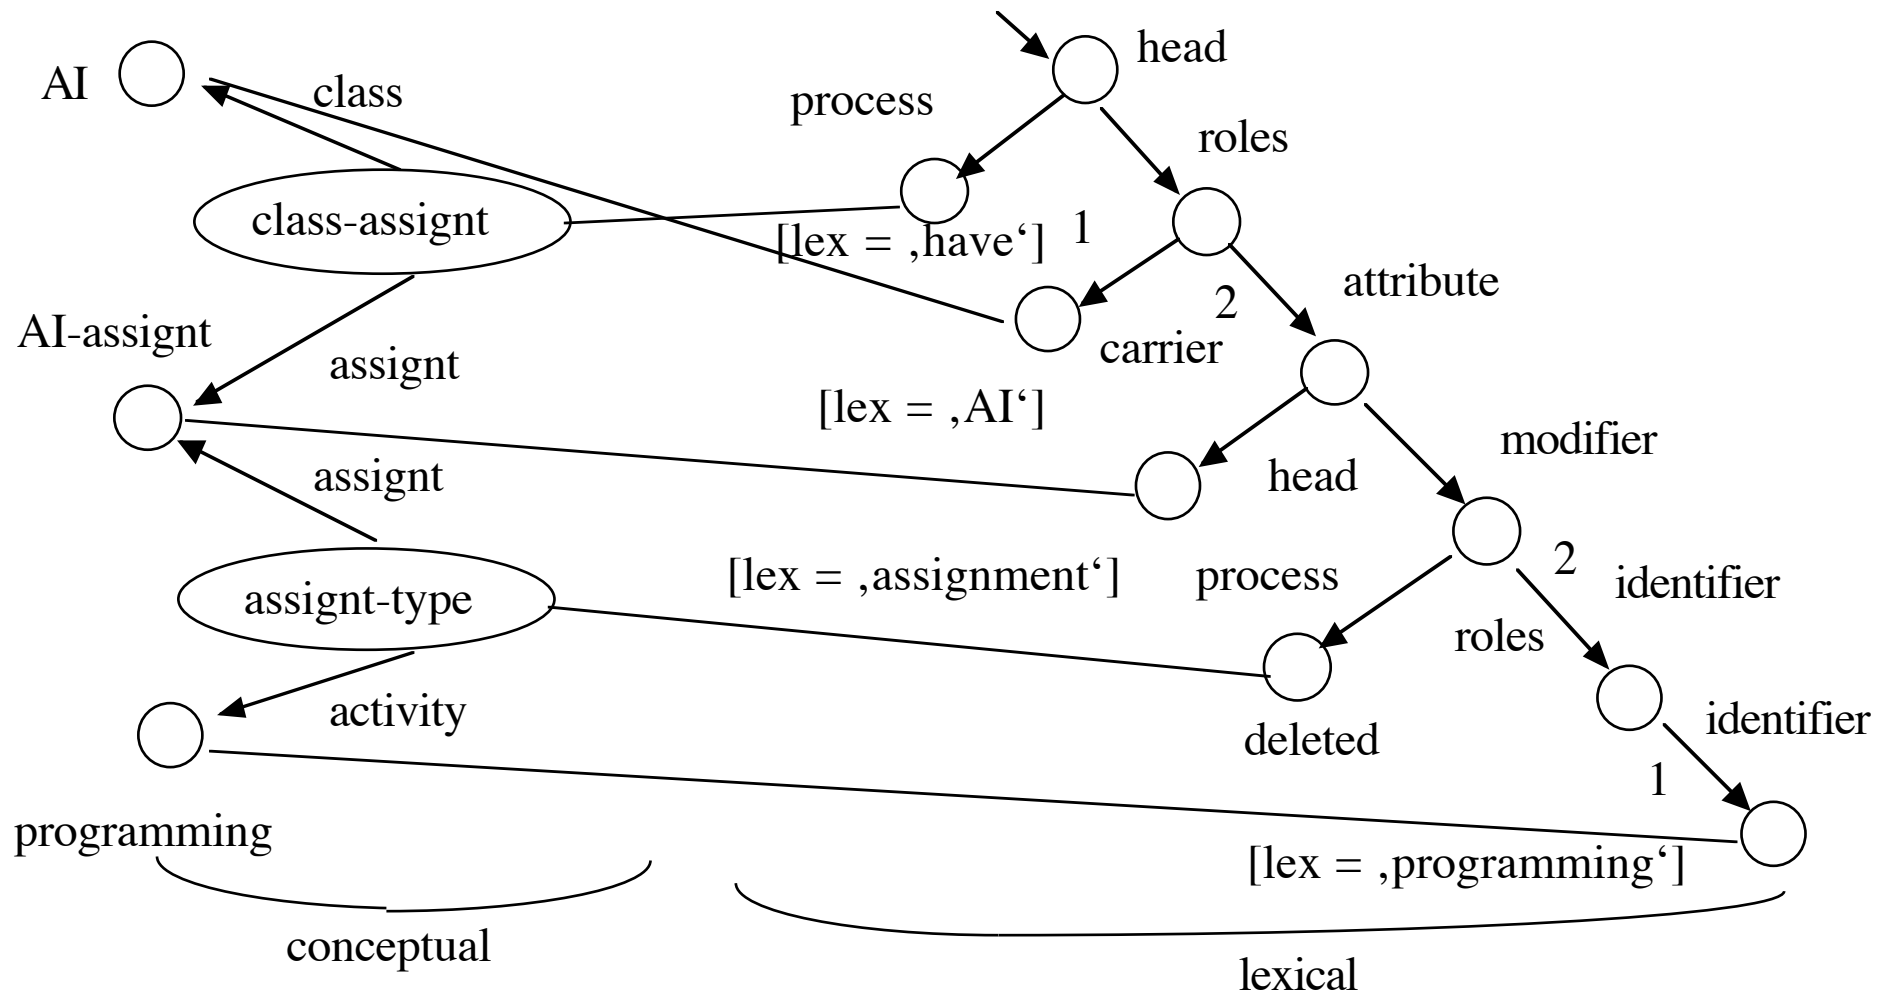 head
AI
class
process
roles
class-assignt
[lex = ‚have‘]
1
attribute
2
AI-assignt
carrier
assignt
[lex = ‚AI‘]
modifier
assignt
head
2
[lex = ‚assignment‘]
process
identifier
assignt-type
roles
activity
identifier
deleted
1
programming
[lex = ‚programming‘]
conceptual
lexical